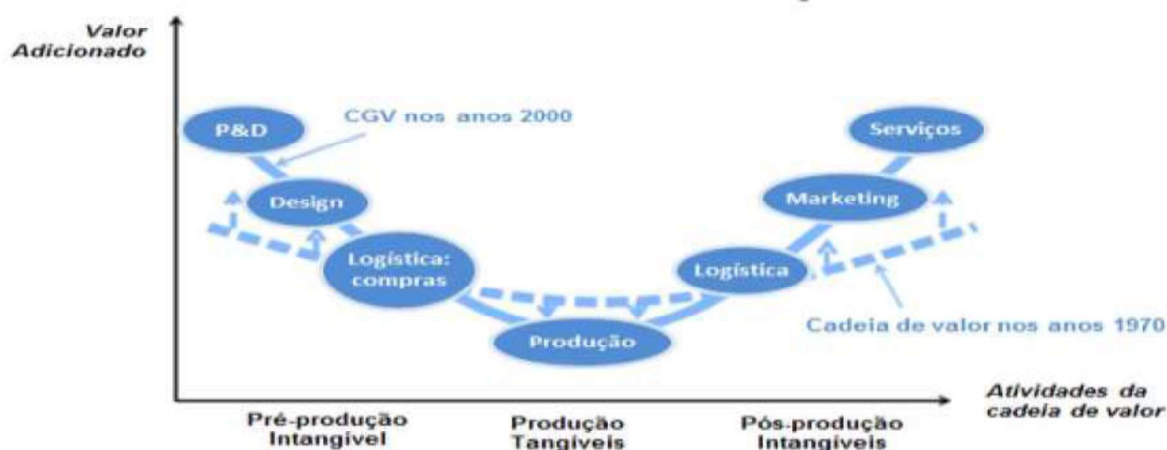 Valor
Adicionado
CGV nos anos 2000
P&D
Serviços
Design
Marketing
Logística:
compras
Logística
Produção
Cadeia de valor nos anos 1970
Atividades da
cadeia de valor
Pré-produção
Intangível
Produção
Tangíveis
Pós-produção
Intangíveis